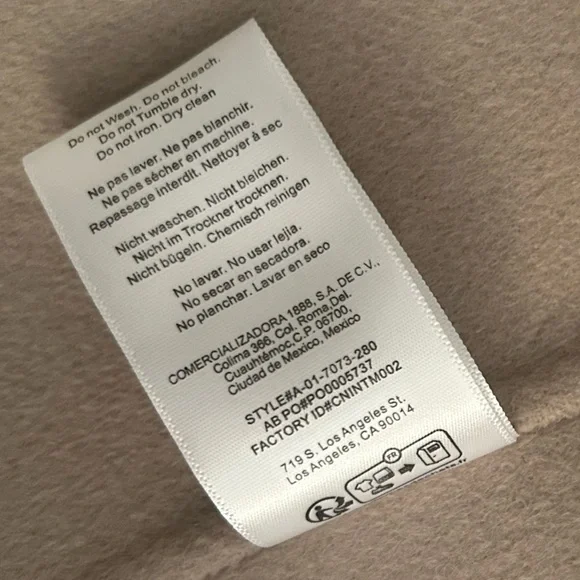 Do not Wash. Do not bleach.
Do not Tumble dry.
Do not Iron. Dry clean
Ne pas laver. Ne pas blanchir.
Ne pas sécher en machine.
Repassage interdit. Nettoyer à sec
Nicht waschen. Nicht bleichen.
Nicht im Trockner trocknen.
Nicht bügeln. Chemisch reinigen
No lavar. No usar lejia.
No secar en secadora.
No planchar. Lavar en seco
COMERCIALIZADORA 1888, S.A. DE C.V.,
Colima 366, Col. Roma,Del.
Cuauhtémoc,C.P. 06700,
Ciudad de Mexico, Mexico
STYLE#A-01-7073-280
AB PO#PO0005737
FACTORY ID#CNINTM002
719 S. Los Angeles St.
Los Angeles, CA 90014
FR